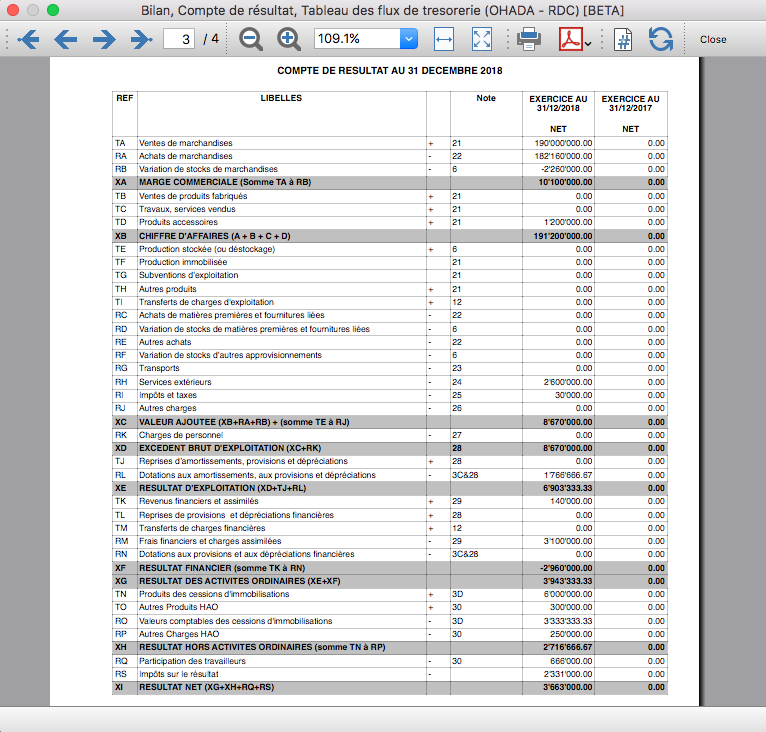 Bilan, Compte de résultat, Tableau des flux de tresorerie (OHADA - RDC) [BETA]
3 / 4 109.1% Close
COMPTE DE RESULTAT AU 31 DECEMBRE 2018
REF LIBELLES Note EXERCICE AU 31/12/2018 NET EXERCICE AU 31/12/2017 NET
TA Ventes de marchandises + 21 190'000'000.00 0.00
RA Achats de marchandises - 22 182'160'000.00 0.00
RB Variation de stocks de marchandises - 6 -2'260'000.00 0.00
XA MARGE COMMERCIALE (Somme TA à RB) 10'100'000.00 0.00
TB Ventes de produits fabriqués + 21 0.00 0.00
TC Travaux, services vendus + 21 0.00 0.00
TD Produits accessoires + 21 1'200'000.00 0.00
XB CHIFFRE D'AFFAIRES (A + B + C + D) 191'200'000.00 0.00
TE Production stockée (ou déstockage) + 6 0.00 0.00
TF Production immobilisée 21 0.00 0.00
TG Subventions d'exploitation 21 0.00 0.00
TH Autres produits + 21 0.00 0.00
TI Transferts de charges d'exploitation + 12 0.00 0.00
RC Achats de matières premières et fournitures liées - 22 0.00 0.00
RD Variation de stocks de matières premières et fournitures liées - 6 0.00 0.00
RE Autres achats - 22 0.00 0.00
RF Variation de stocks d'autres approvisionnements - 6 0.00 0.00
RG Transports - 23 0.00 0.00
RH Services extérieurs - 24 2'600'000.00 0.00
RI Impôts et taxes - 25 30'000.00 0.00
RJ Autres charges - 26 0.00 0.00
XC VALEUR AJOUTEE (XB+RA+RB) + (somme TE à RJ) 8'670'000.00 0.00
RK Charges de personnel - 27 0.00 0.00
XD EXCEDENT BRUT D'EXPLOITATION (XC+RK) 28 8'670'000.00 0.00
TJ Reprises d'amortissements, provisions et dépréciations + 28 0.00 0.00
RL Dotations aux amortissements, aux provisions et dépréciations - 3C&28 1'766'666.67 0.00
XE RESULTAT D'EXPLOITATION (XD+TJ+RL) 6'903'333.33 0.00
TK Revenus financiers et assimilés + 29 140'000.00 0.00
TL Reprises de provisions et dépréciations financières + 28 0.00 0.00
TM Transferts de charges financières + 12 0.00 0.00
RM Frais financiers et charges assimilées - 29 3'100'000.00 0.00
RN Dotations aux provisions et aux dépréciations financières - 3C&28 0.00 0.00
XF RESULTAT FINANCIER (somme TK à RN) -2'960'000.00 0.00
XG RESULTAT DES ACTIVITES ORDINAIRES (XE+XF) 3'943'333.33 0.00
TN Produits des cessions d'immobilisations + 3D 6'000'000.00 0.00
TO Autres Produits HAO + 30 300'000.00 0.00
RO Valeurs comptables des cessions d'immobilisations - 3D 3'333'333.33 0.00
RP Autres Charges HAO - 30 250'000.00 0.00
XH RESULTAT HORS ACTIVITES ORDINAIRES (somme TN à RP) 2'716'666.67 0.00
RQ Participation des travailleurs - 30 666'000.00 0.00
RS Impôts sur le résultat - 2'331'000.00 0.00
XI RESULTAT NET (XG+XH+RQ+RS) 3'663'000.00 0.00